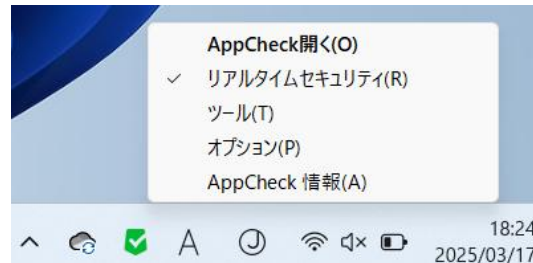 AppCheck開く(O)
✓ リアルタイムセキュリティ(R)
ツール(T)
オプション(P)
AppCheck 情報(A)
A
J
18:24
2025/03/17